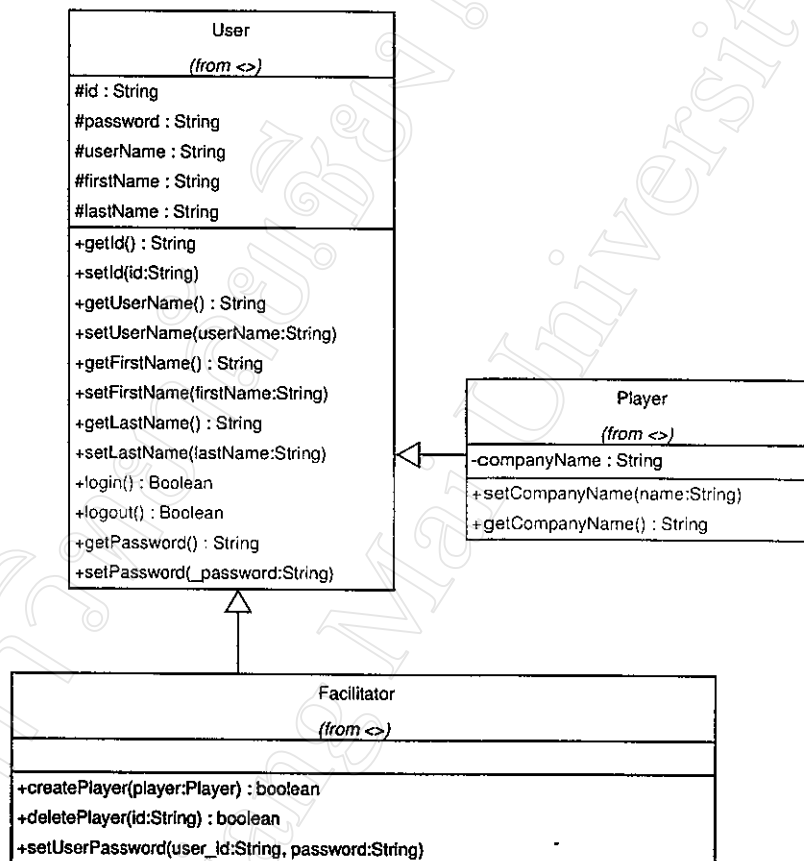 User
(from <>)
#id : String
#password : String
#userName : String
#firstName : String
#lastName : String
+getId() : String
+setId(id:String)
+getUserName() : String
+setUserName(userName:String)
+getFirstName() : String
+setFirstName(firstName:String)
+getLastName() : String
+setLastName(lastName:String)
+login() : Boolean
+logout() : Boolean
+getPassword() : String
+setPassword(_password:String)
Player
(from <>)
-companyName : String
+setCompanyName(name:String)
+getCompanyName() : String
Facilitator
(from <>)
+createPlayer(player:Player) : boolean
+deletePlayer(id:String) : boolean
+setUserPassword(user_id:String, password:String)